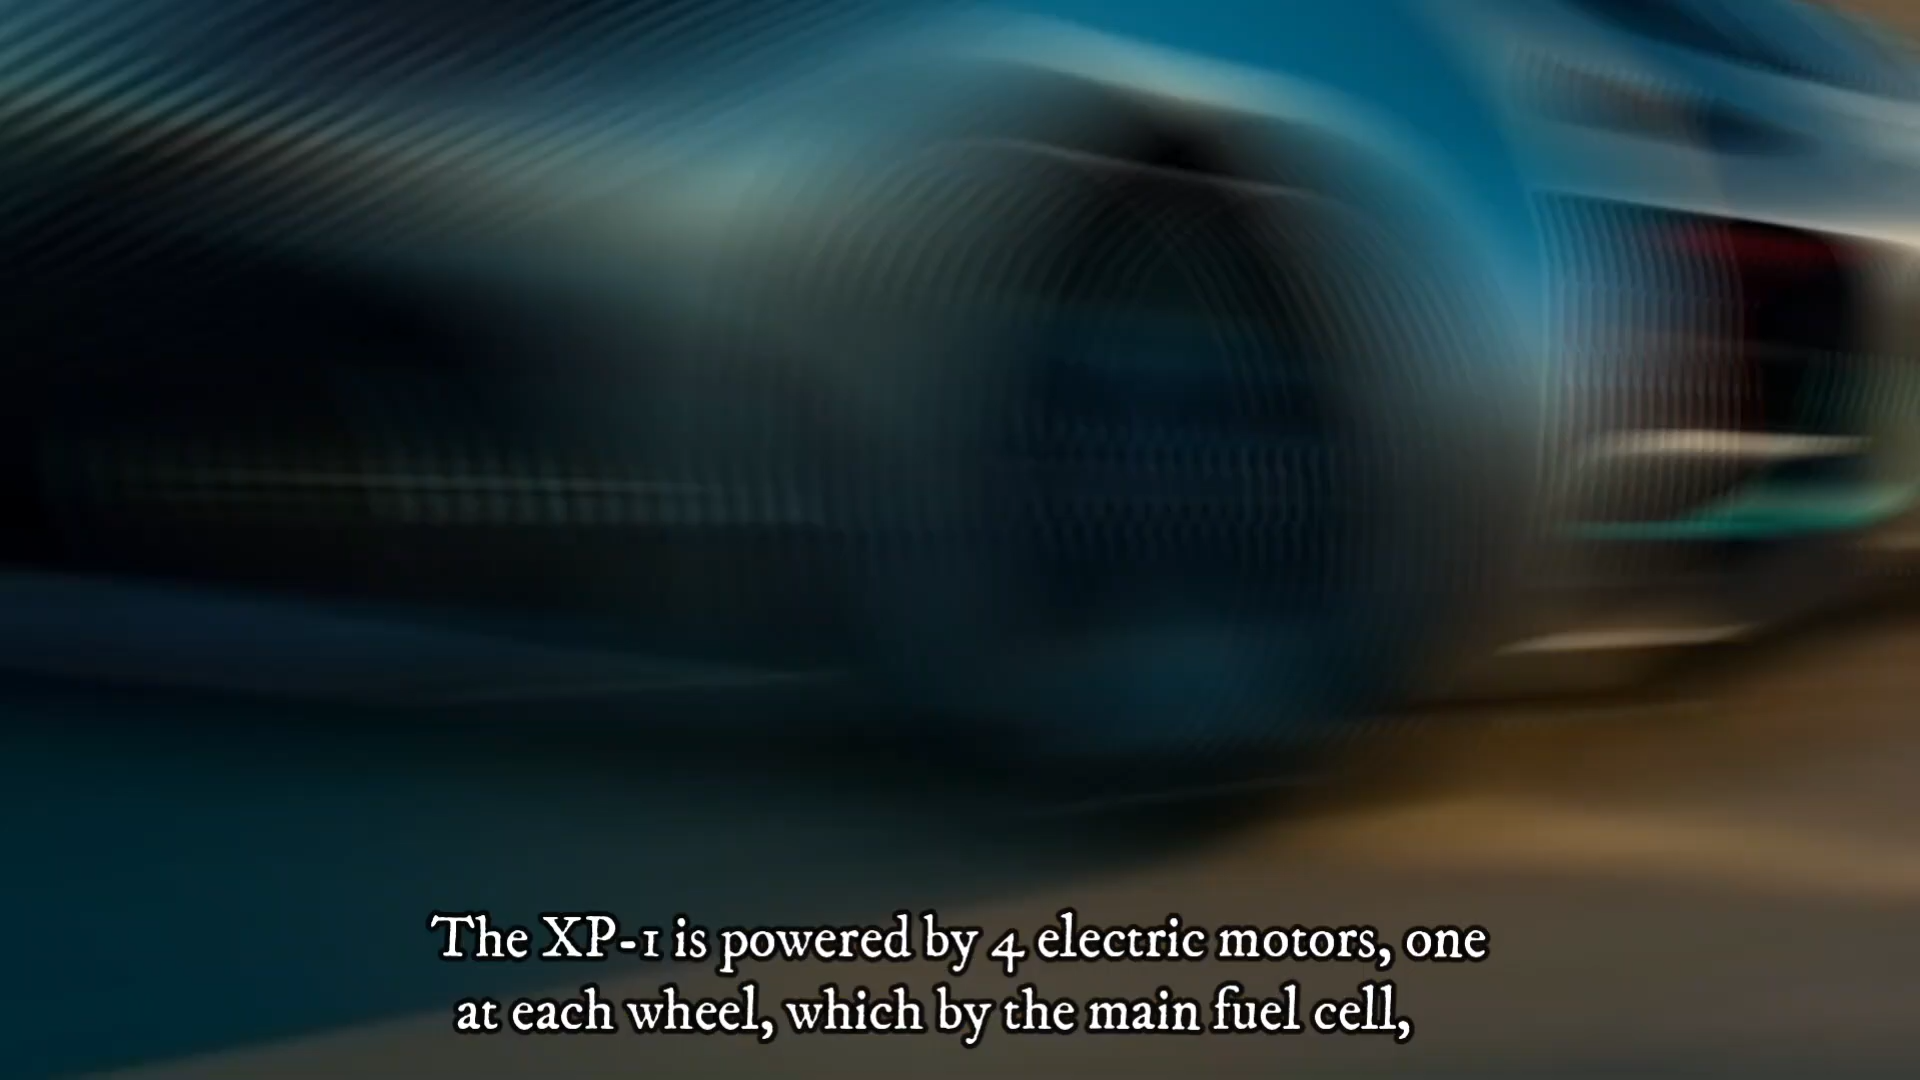 The XP-1 is powered by 4 electric motors, one
at each wheel, which by the main fuel cell,